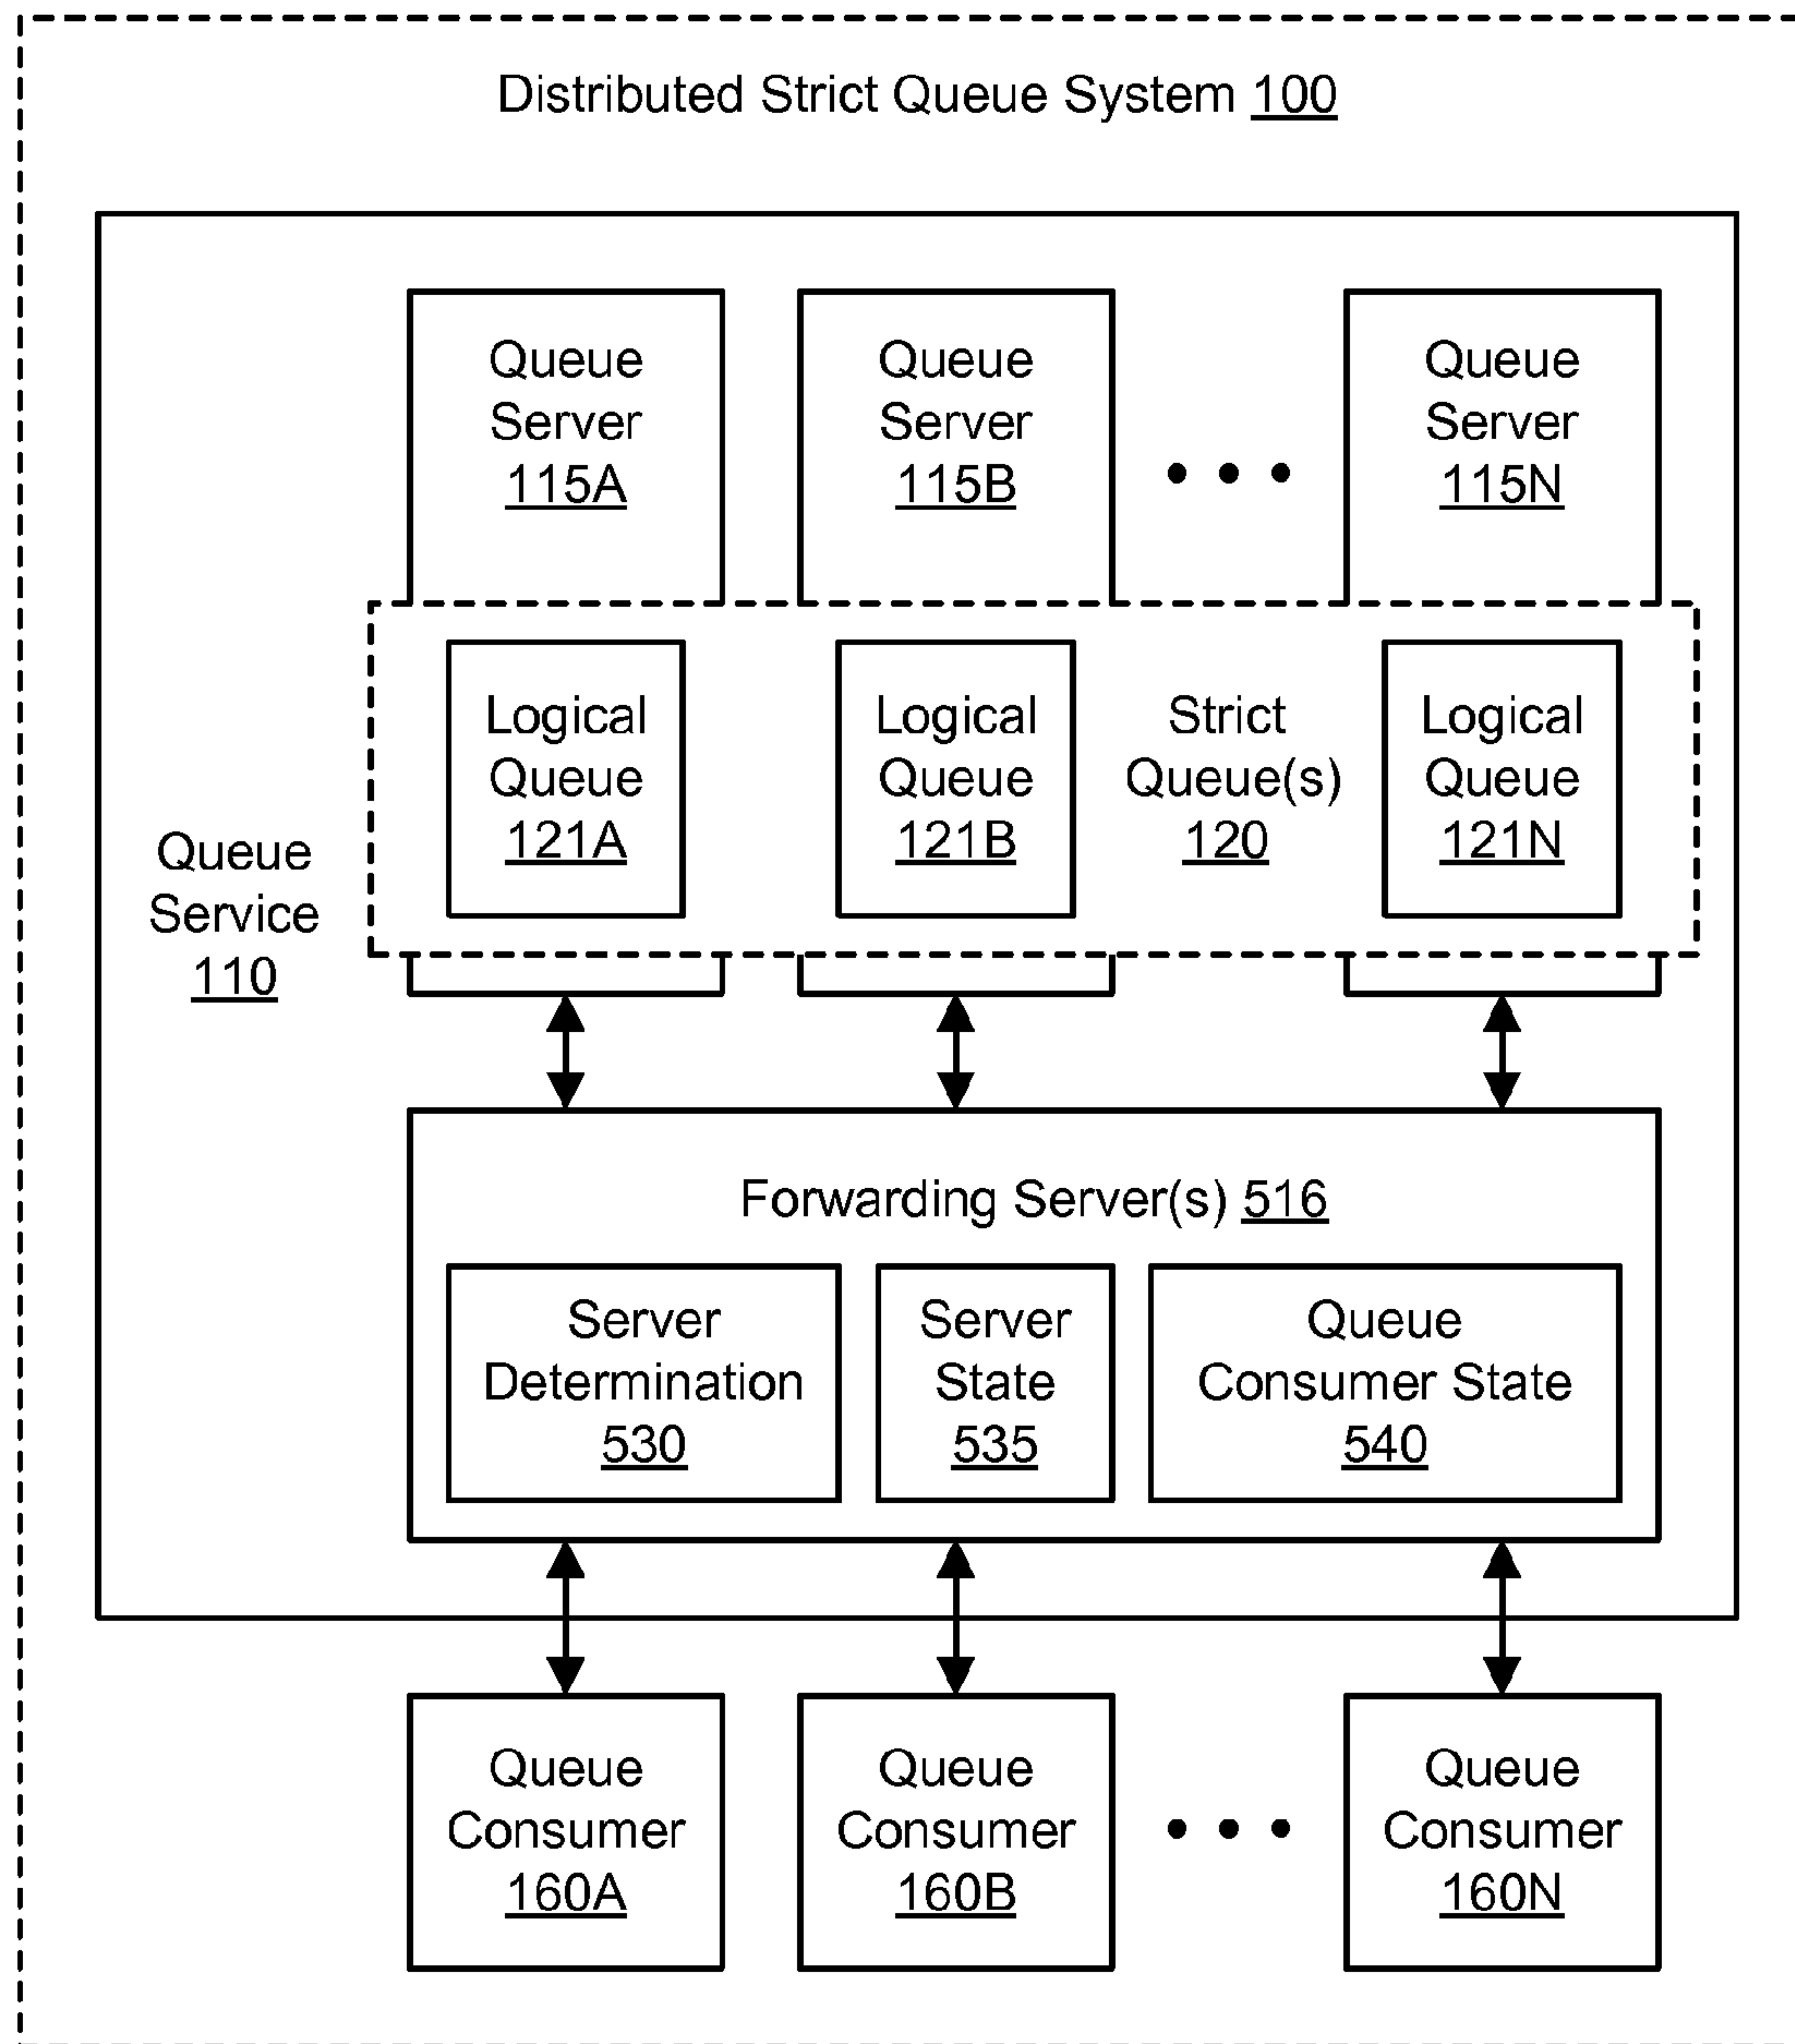 Distributed Strict Queue System 100
Queue
Server
115A
Queue
Server
115B
• • •
Queue
Server
115N
Logical
Queue
121A
Logical
Queue
121B
Strict
Queue(s)
120
Logical
Queue
121N
Queue
Service
110
Forwarding Server(s) 516
Server
Determination
530
Server
State
535
Queue
Consumer State
540
Queue
Consumer
160A
Queue
Consumer
160B
• • •
Queue
Consumer
160N